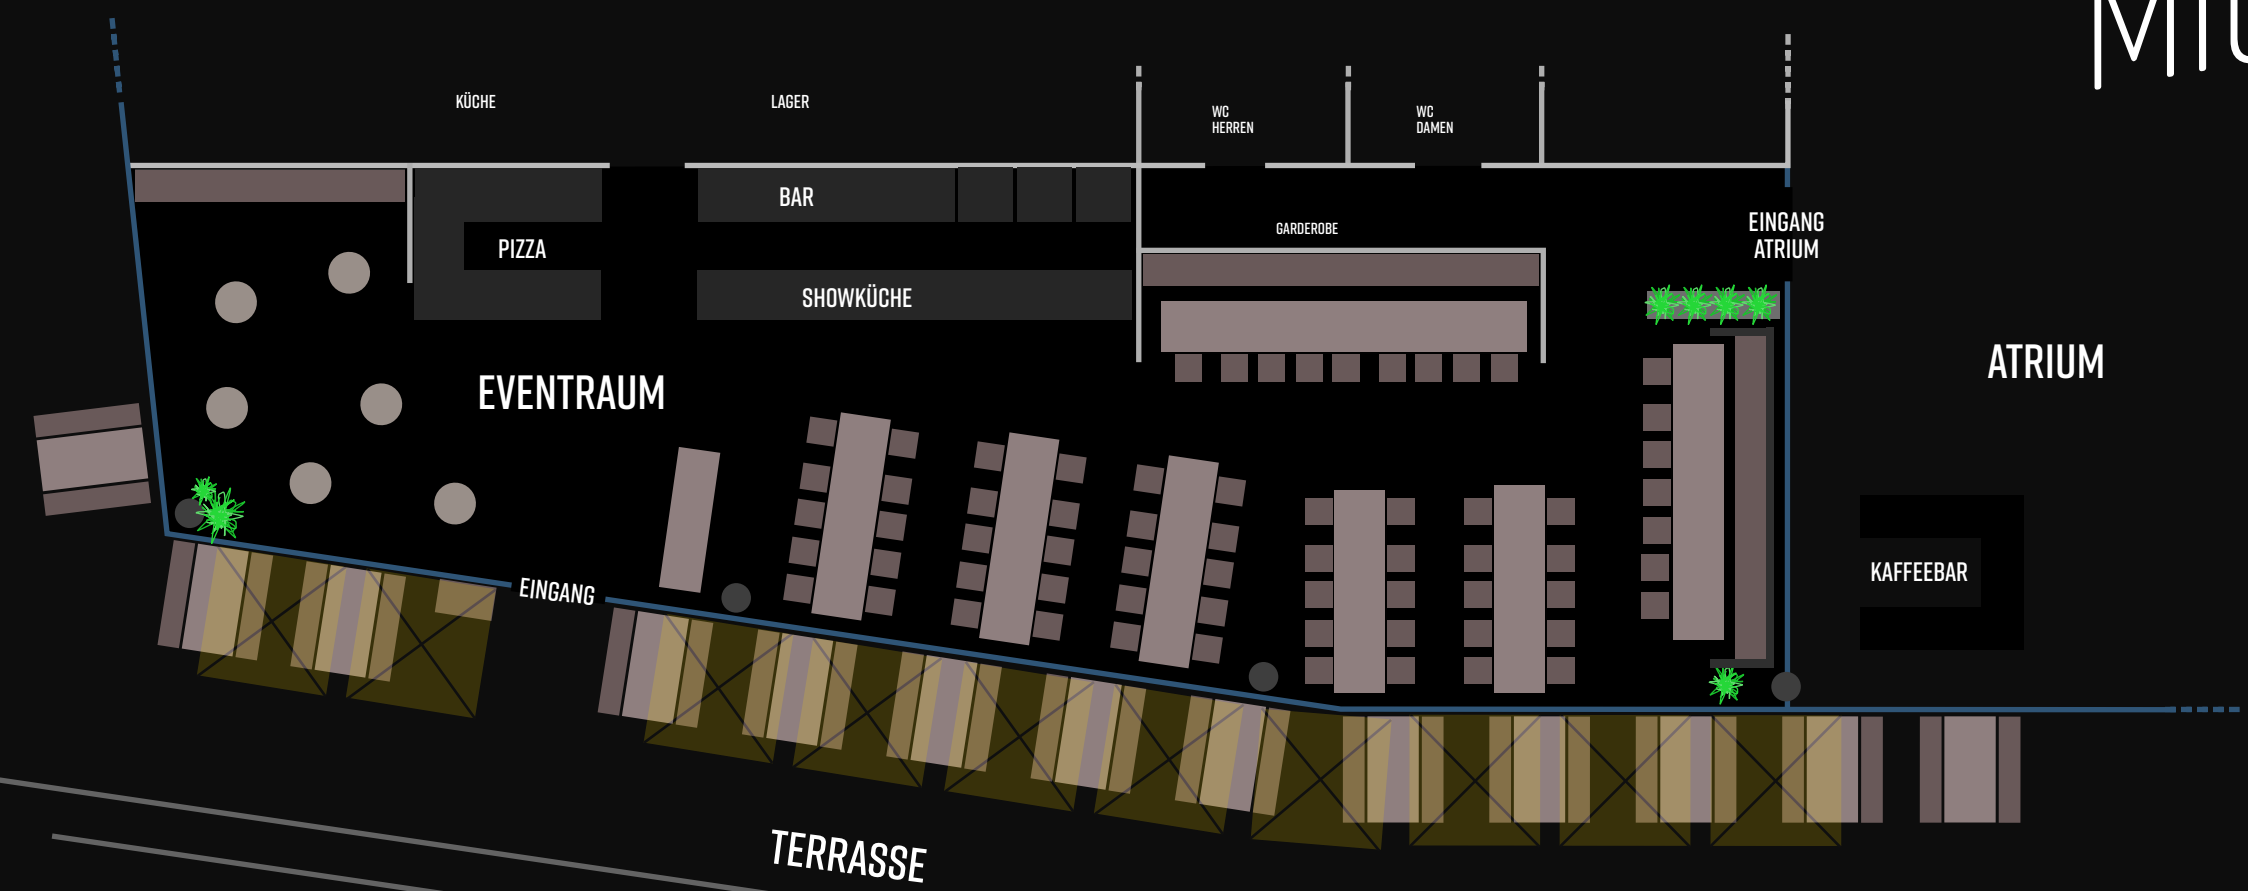 KÜCHE
LAGER
WC
HERREN
WC
DAMEN
BAR
PIZZA
SHOWKÜCHE
GARDEROBE
EINGANG
ATRIUM
EVENTRAUM
ATRIUM
KAFFEEBAR
EINGANG
TERRASSE